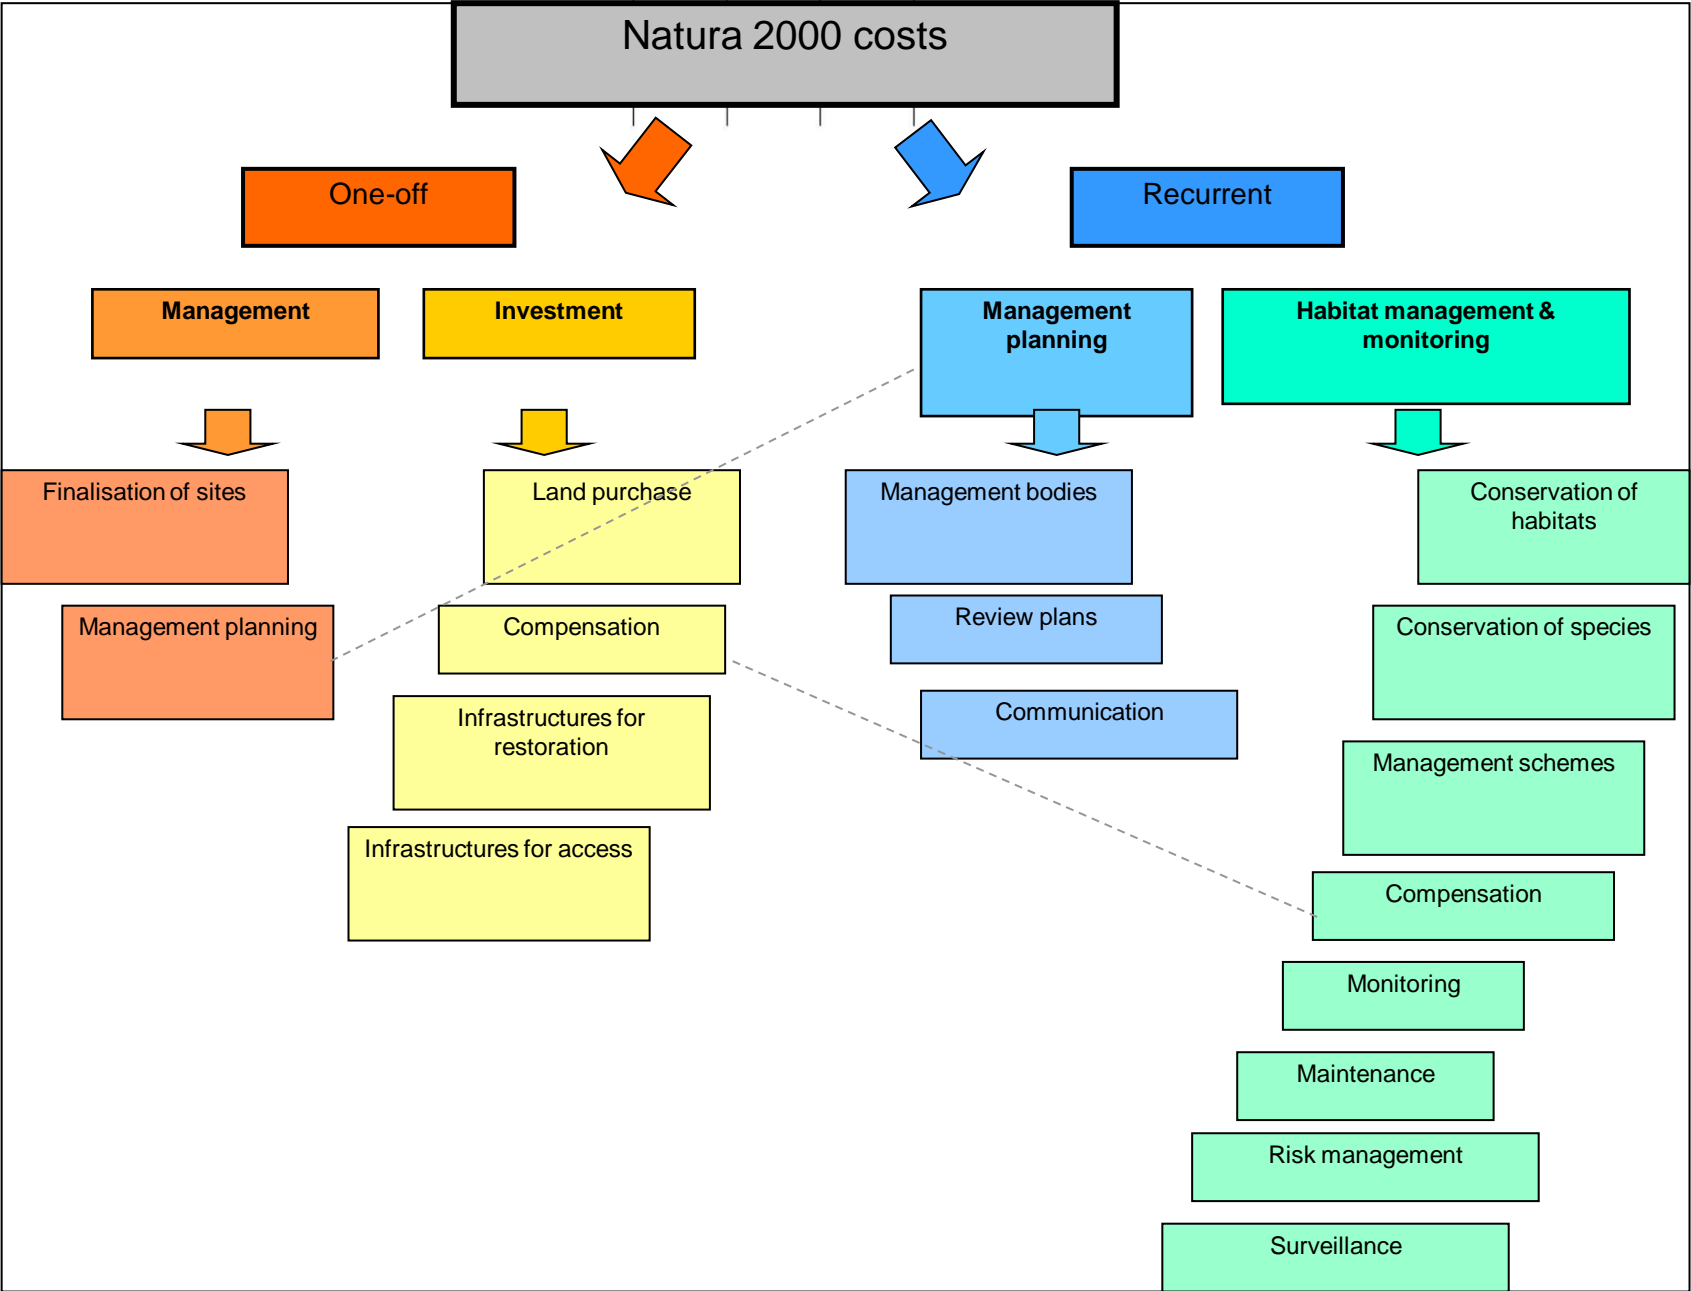 Natura 2000 costs
One-off
Recurrent
Management
Investment
Management
planning
Habitat management &
monitoring
Finalisation of sites
Management planning
Land purchase
Compensation
Infrastructures for
restoration
Infrastructures for access
Management bodies
Review plans
Communication
Conservation of
habitats
Conservation of species
Management schemes
Compensation
Monitoring
Maintenance
Risk management
Surveillance